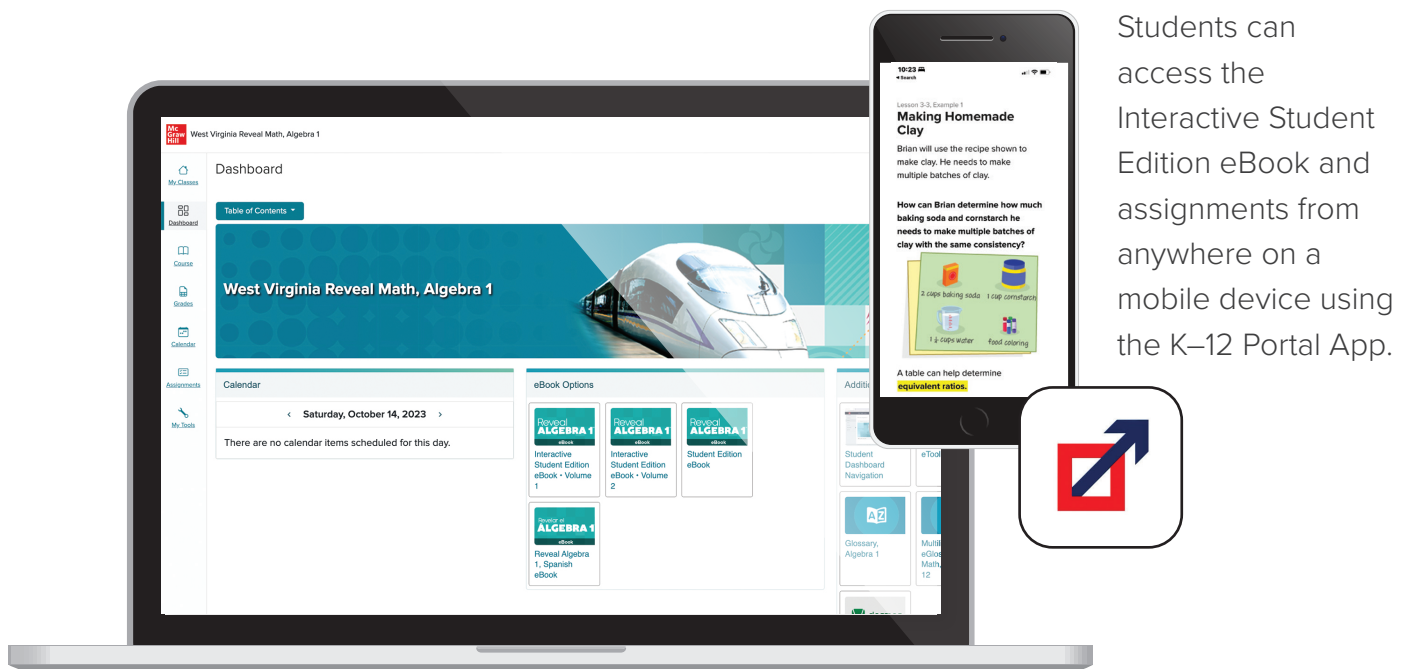 Students can
access the
Interactive Student
Edition eBook and
assignments from
anywhere on a
mobile device using
the K–12 Portal App.
Mc
Graw
Hill
West Virginia Reveal Math, Algebra 1
My Classes
Dashboard
Course
Grades
Calendar
Assignments
My Tools
Dashboard
Table of Contents
West Virginia Reveal Math, Algebra 1
Calendar
‹ Saturday, October 14, 2023 ›
There are no calendar items scheduled for this day.
eBook Options
Reveal
ALGEBRA 1
eBook
Interactive
Student Edition
eBook • Volume
1
Reveal
ALGEBRA 1
eBook
Interactive
Student Edition
eBook • Volume
2
Reveal
ALGEBRA 1
eBook
Student Edition
eBook
Revelar el
ÁLGEBRA 1
eBook
Reveal Algebra
1, Spanish
eBook
Additi
Student
Dashboard
Navigation
eTool
AZ
Glossary,
Algebra 1
Multili
eGlos
Math,
12
10:23
◂ Search
Lesson 3-3, Example 1
Making Homemade
Clay
Brian will use the recipe shown to
make clay. He needs to make
multiple batches of clay.
How can Brian determine how much
baking soda and cornstarch he
needs to make multiple batches of
clay with the same consistency?
2 cups baking soda
1 cup cornstarch
cups water
food coloring
A table can help determine
equivalent ratios.